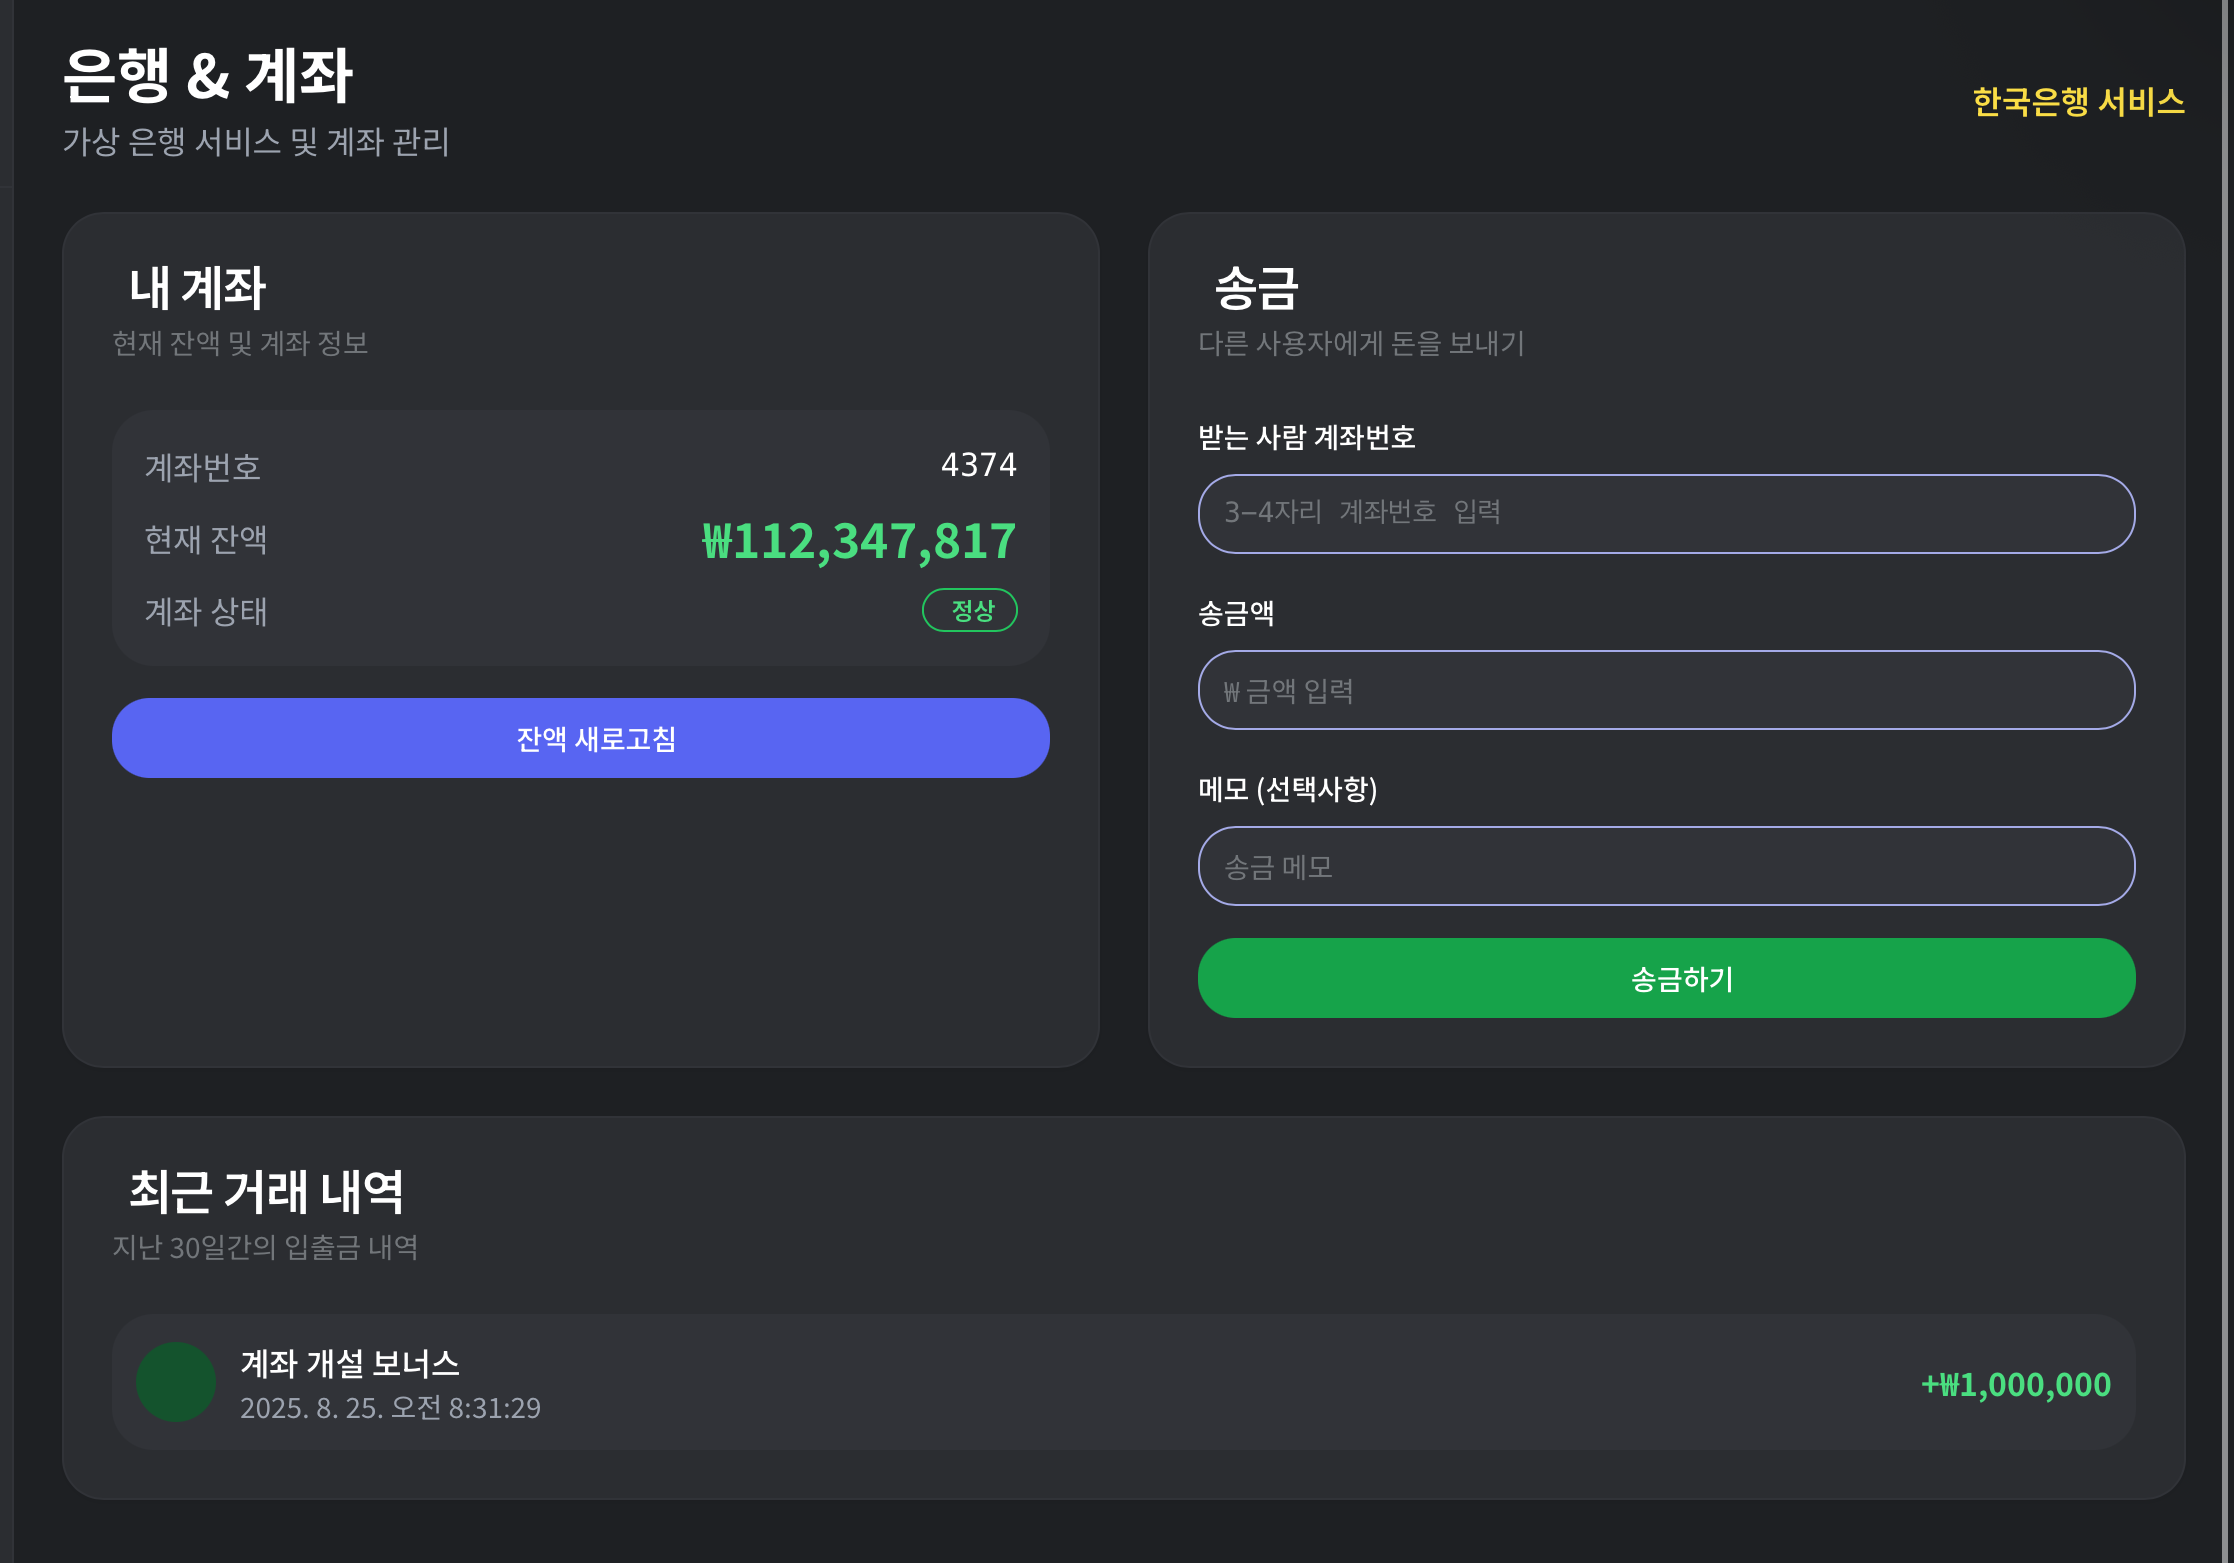 은행 & 계좌
가상 은행 서비스 및 계좌 관리
한국은행 서비스
내 계좌
현재 잔액 및 계좌 정보
계좌번호 4374
현재 잔액 ₩112,347,817
계좌 상태 정상
잔액 새로고침
송금
다른 사용자에게 돈을 보내기
받는 사람 계좌번호
3-4자리 계좌번호 입력
송금액
₩ 금액 입력
메모 (선택사항)
송금 메모
송금하기
최근 거래 내역
지난 30일간의 입출금 내역
계좌 개설 보너스
2025. 8. 25. 오전 8:31:29
+₩1,000,000